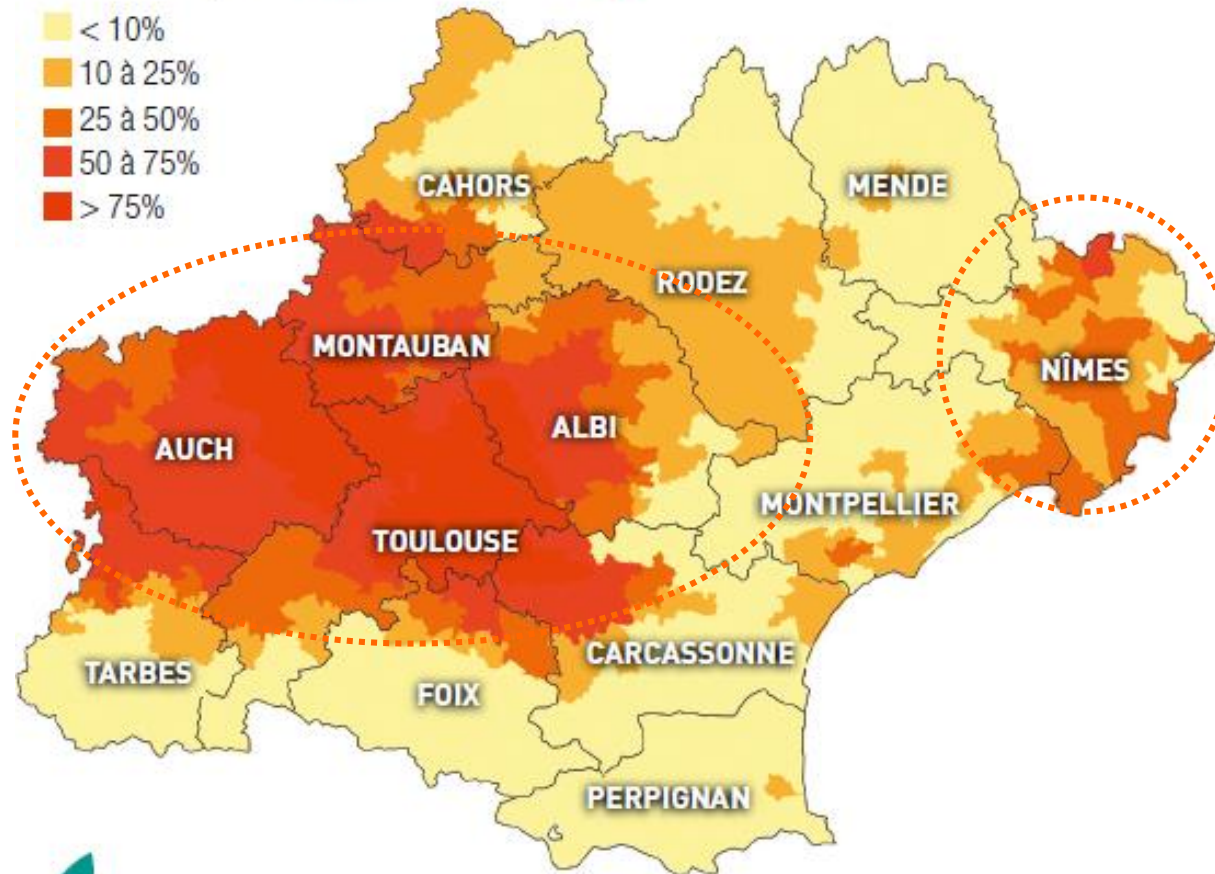 < 10%
10 à 25%
25 à 50%
50 à 75%
> 75%
CAHORS
MENDE
RODEZ
MONTAUBAN
NÎMES
ALBI
AUCH
MONTPELLIER
TOULOUSE
CARCASSONNE
TARBES
FOIX
PERPIGNAN